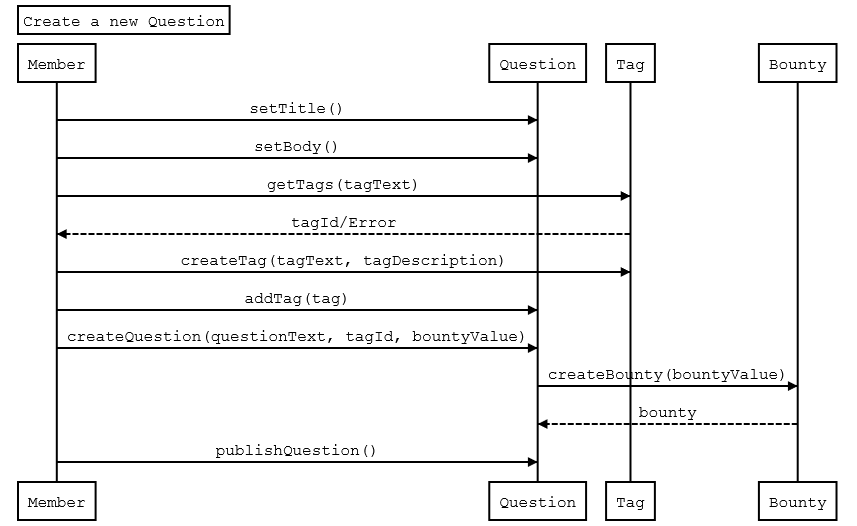 Create a new Question
Member Question Tag Bounty
setTitle()
setBody()
getTags(tagText)
tagId/Error
createTag(tagText, tagDescription)
addTag(tag)
createQuestion(questionText, tagId, bountyValue)
createBounty(bountyValue)
bounty
publishQuestion()
Member Question Tag Bounty